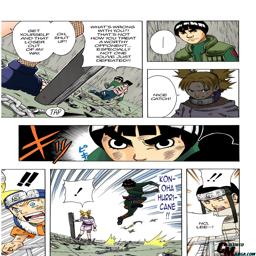 WHAT'S WRONG
WITH YOU?!
THAT'S NOT
HOW YOU TREAT
A WORTHY
OPPONENT...
ESPECIALLY
NOT ONE
YOU'VE JUST
DEFEATED!!
OH,
SHUT
UP!
GET
YOURSELF
AND THAT
LOSER
OUT
OF MY
WAY.
TAP
!
NICE
CATCH!
ピキ
!
!
KON-
OHA
HURRI-
CANE
!!
!!
NO,
LEE--!?